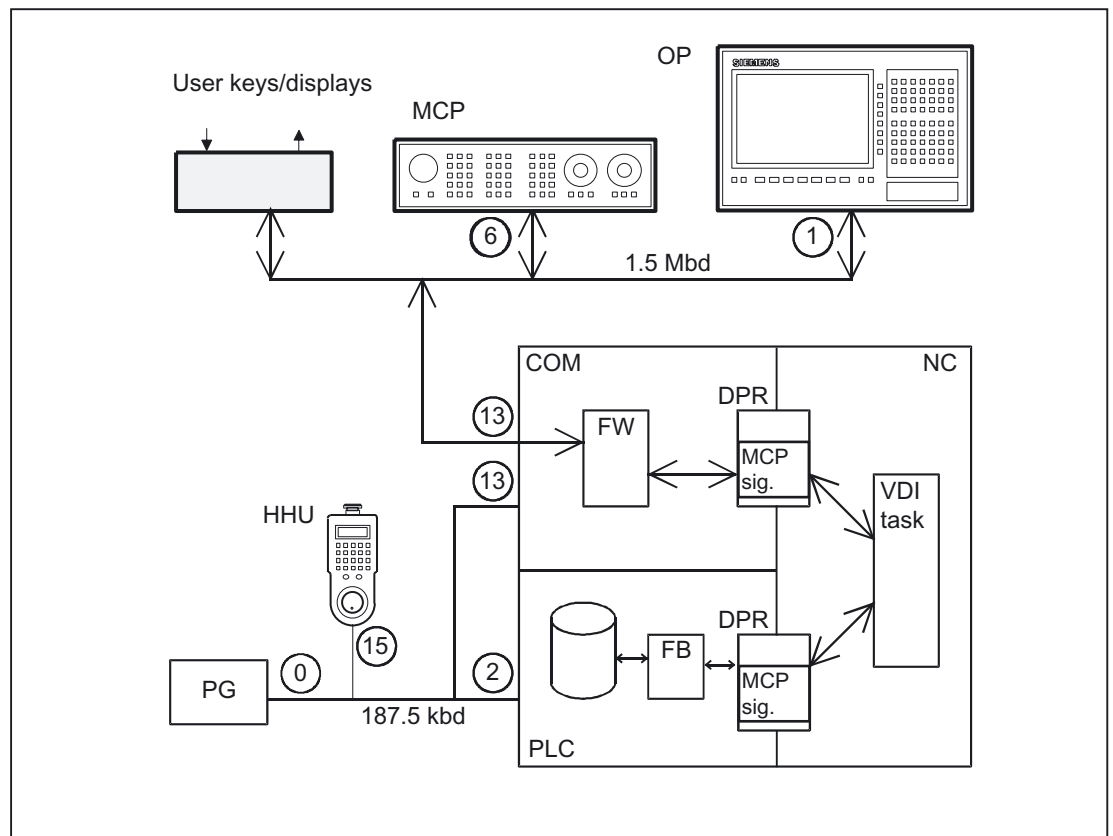 OP
SIEMENS
User keys/displays
MCP
6
1
1.5 Mbd
COM
NC
DPR
13
FW
MCP
sig.
13
VDI
task
HHU
DPR
15
FB
0
2
MCP
sig.
PG
187.5 kbd
PLC